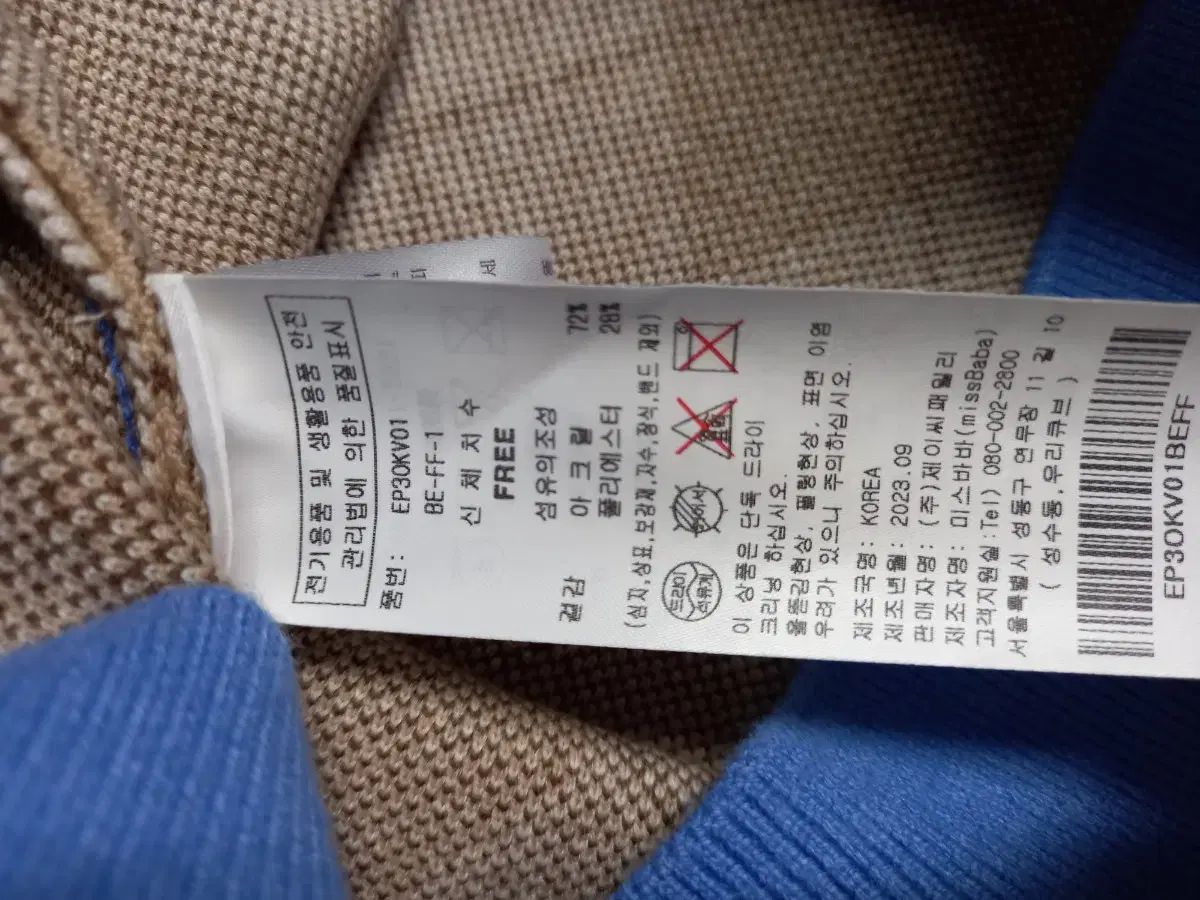 전기용품 및 생활용품 안전
관리법에 의한 품질표시
품번: EP3OKV01
BE-FF-1
신 체 치 수
FREE
섬유의조성
겉감 아 크 릴 72%
폴리에스터 28%
(심지,상표,보강재,자수,장식,밴드 제외)
드라이
석유계
이 상품은 단독 드라이
크리닝 하십시오.
올뜯김현상, 필링현상, 표면 이염
우려가 있으니 주의하십시오.
제조국명: KOREA
제조년월: 2023.09
판매자명: (주)제이씨패밀리
제조자명: 미스바바(missBaba)
고객지원실:Tel) 080-002-2800
서울특별시 성동구 연무장 11 길 10
( 성수동,우리큐브 )
EP3OKV01BEFF